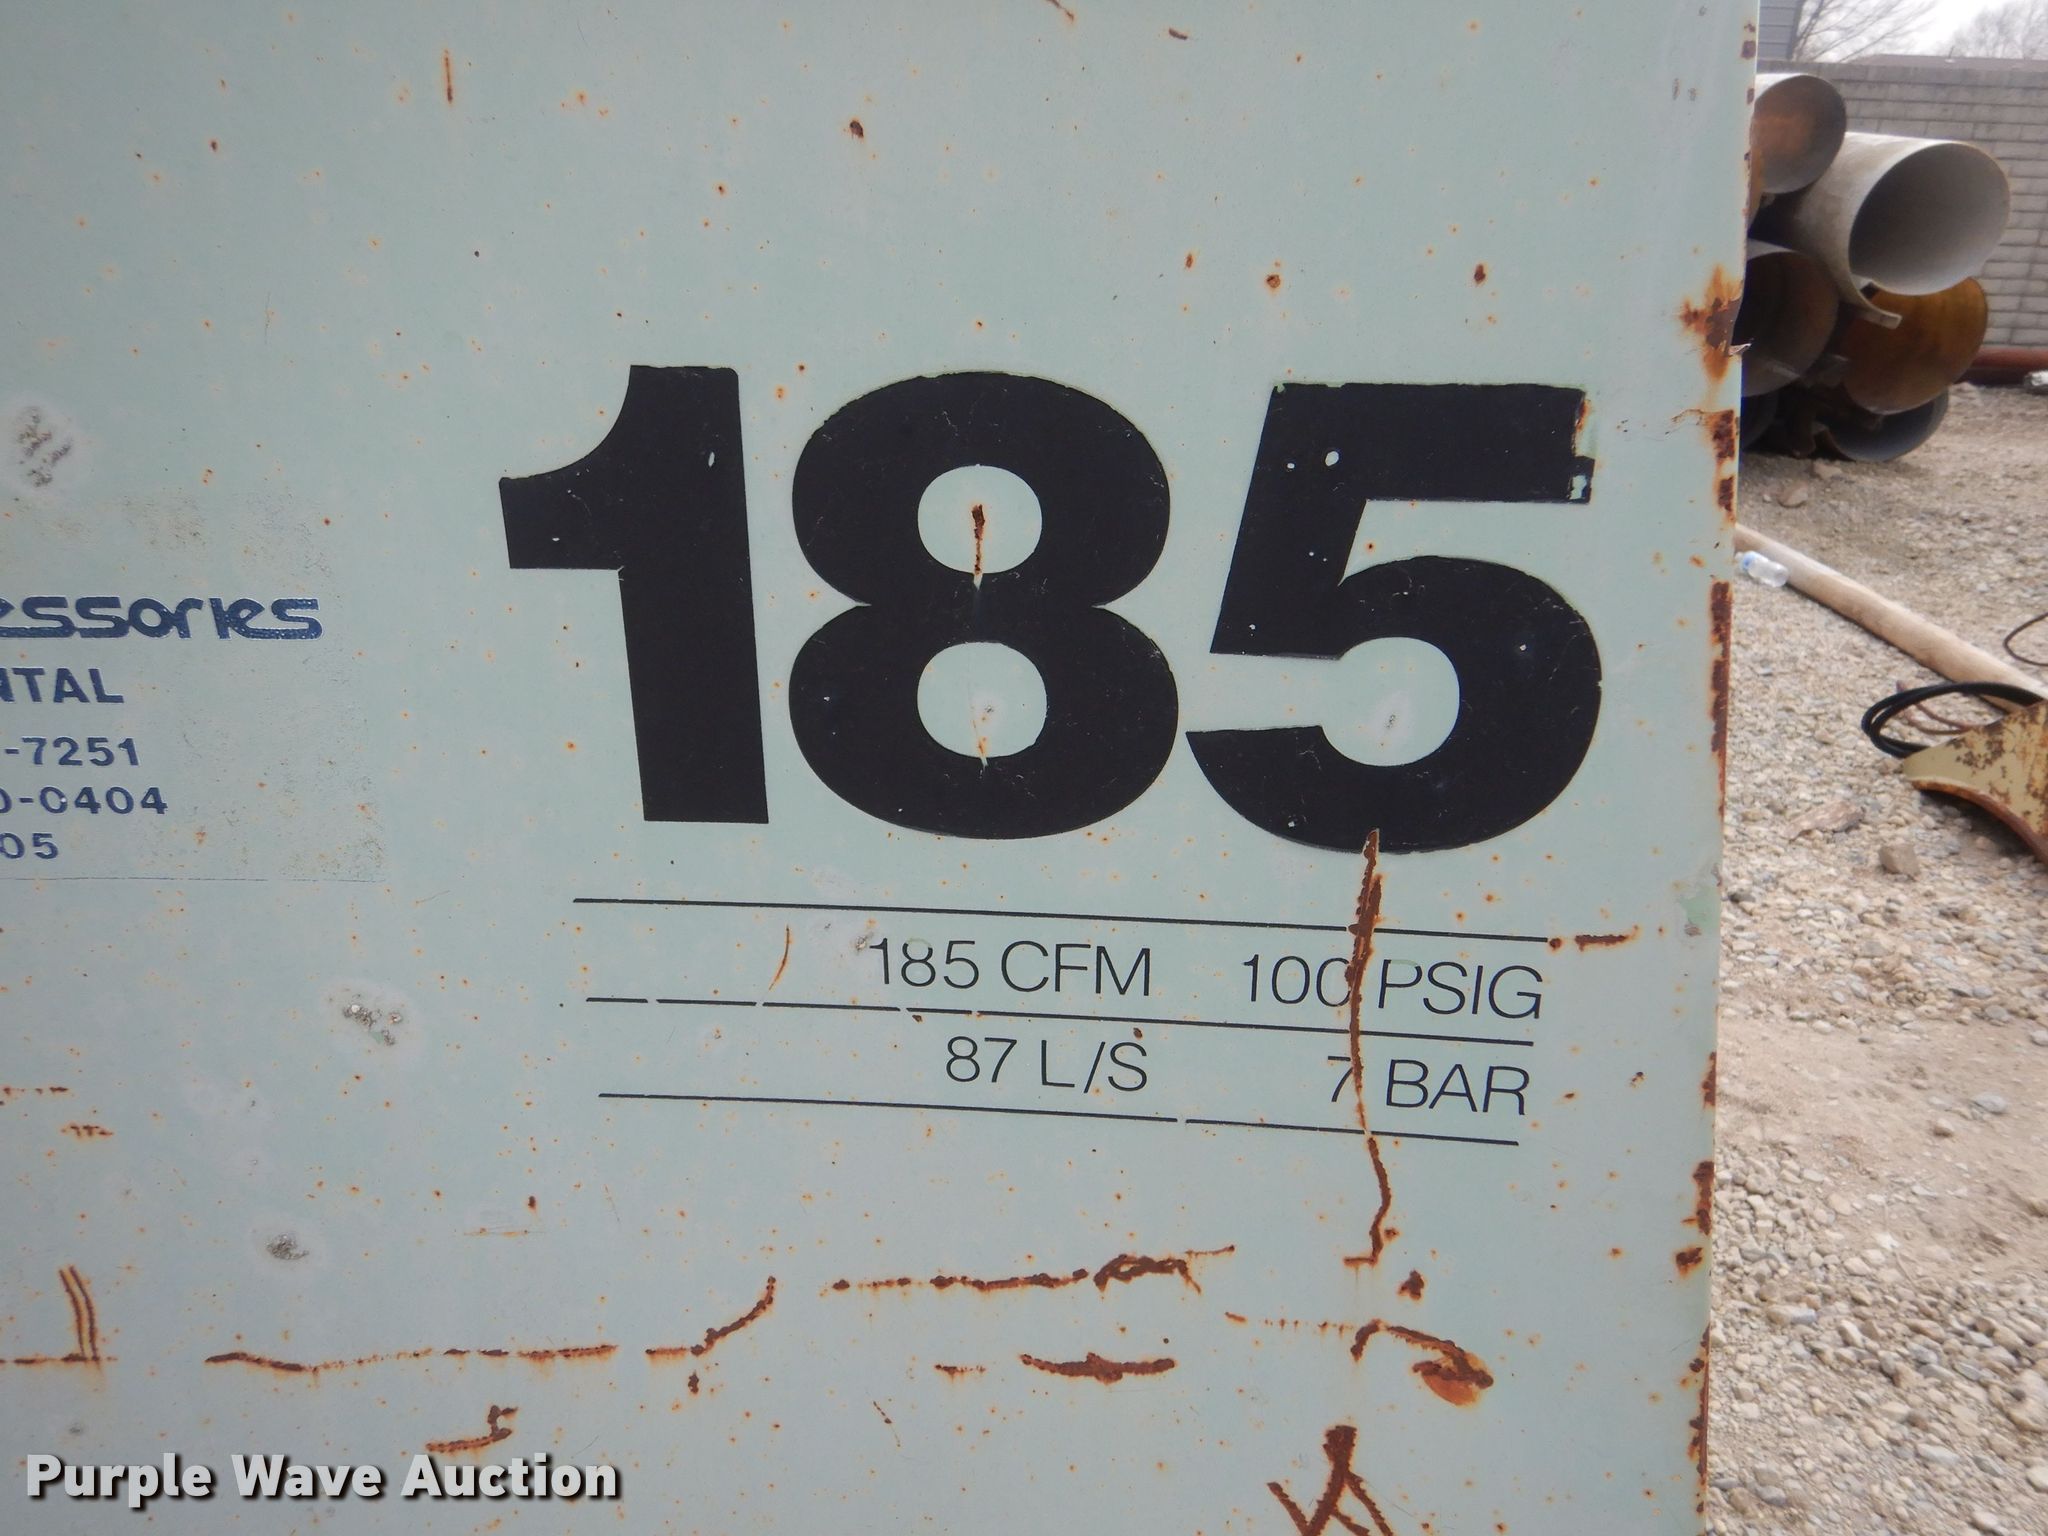 185
essories
NTAL
-7251
0-0404
05
185 CFM 100 PSIG
87 L/S 7 BAR
Purple Wave Auction